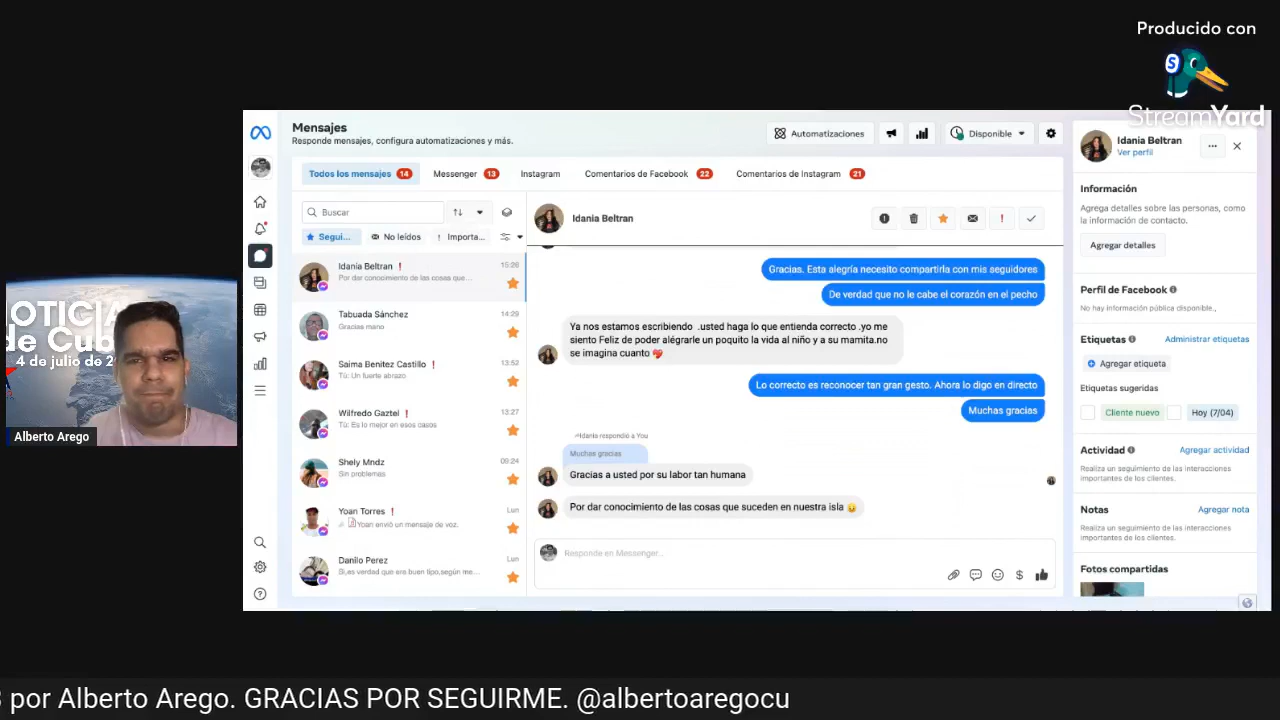 Producido con
StreamYard
Mensajes
Responde mensajes, configura automatizaciones y más.
Automatizaciones
Disponible
Idania Beltran
Ver perfil
Todos los mensajes 14
Messenger 13
Instagram
Comentarios de Facebook 22
Comentarios de Instagram 21
Buscar
Segui...
No leídos
Importa...
Idania Beltran
15:26
Por dar conocimiento de las cosas que...
Tabuada Sánchez
14:29
Gracias mano
Saima Benitez Castillo
13:52
Tú: Un fuerte abrazo
Wilfredo Gaztel
13:27
Tú: Es lo mejor en esos casos
Shely Mndz
09:24
Sin problemas
Yoan Torres
Lun
Yoan envió un mensaje de voz.
Danilo Perez
Lun
Si,es verdad que ere buen tipo,según me...
Idania Beltran
Gracias. Esta alegría necesito compartirla con mis seguidores
De verdad que no le cabe el corazón en el pecho
Ya nos estamos escribiendo .usted haga lo que entienda correcto .yo me
siento Feliz de poder alégrarle un poquito la vida al niño y a su mamita.no
se imagina cuanto 💖
Lo correcto es reconocer tan gran gesto. Ahora lo digo en directo
Muchas gracias
Idania respondió a You
Muchas gracias
Gracias a usted por su labor tan humana
Por dar conocimiento de las cosas que suceden en nuestra isla 😞
Responde en Messenger...
Información
Agrega detalles sobre las personas, como
la información de contacto.
Agregar detalles
Perfil de Facebook
No hay información pública disponible.,
Etiquetas
Administrar etiquetas
Agregar etiqueta
Etiquetas sugeridas
Cliente nuevo
Hoy (7/04)
Actividad
Agregar actividad
Realiza un seguimiento de las interacciones
importantes de los clientes.
Notas
Agregar nota
Realiza un seguimiento de las interacciones
importantes de los clientes.
Fotos compartidas
OTICIA
de Cub
4 de julio de 2
Alberto Arego
3 por Alberto Arego. GRACIAS POR SEGUIRME. @albertoaregocu